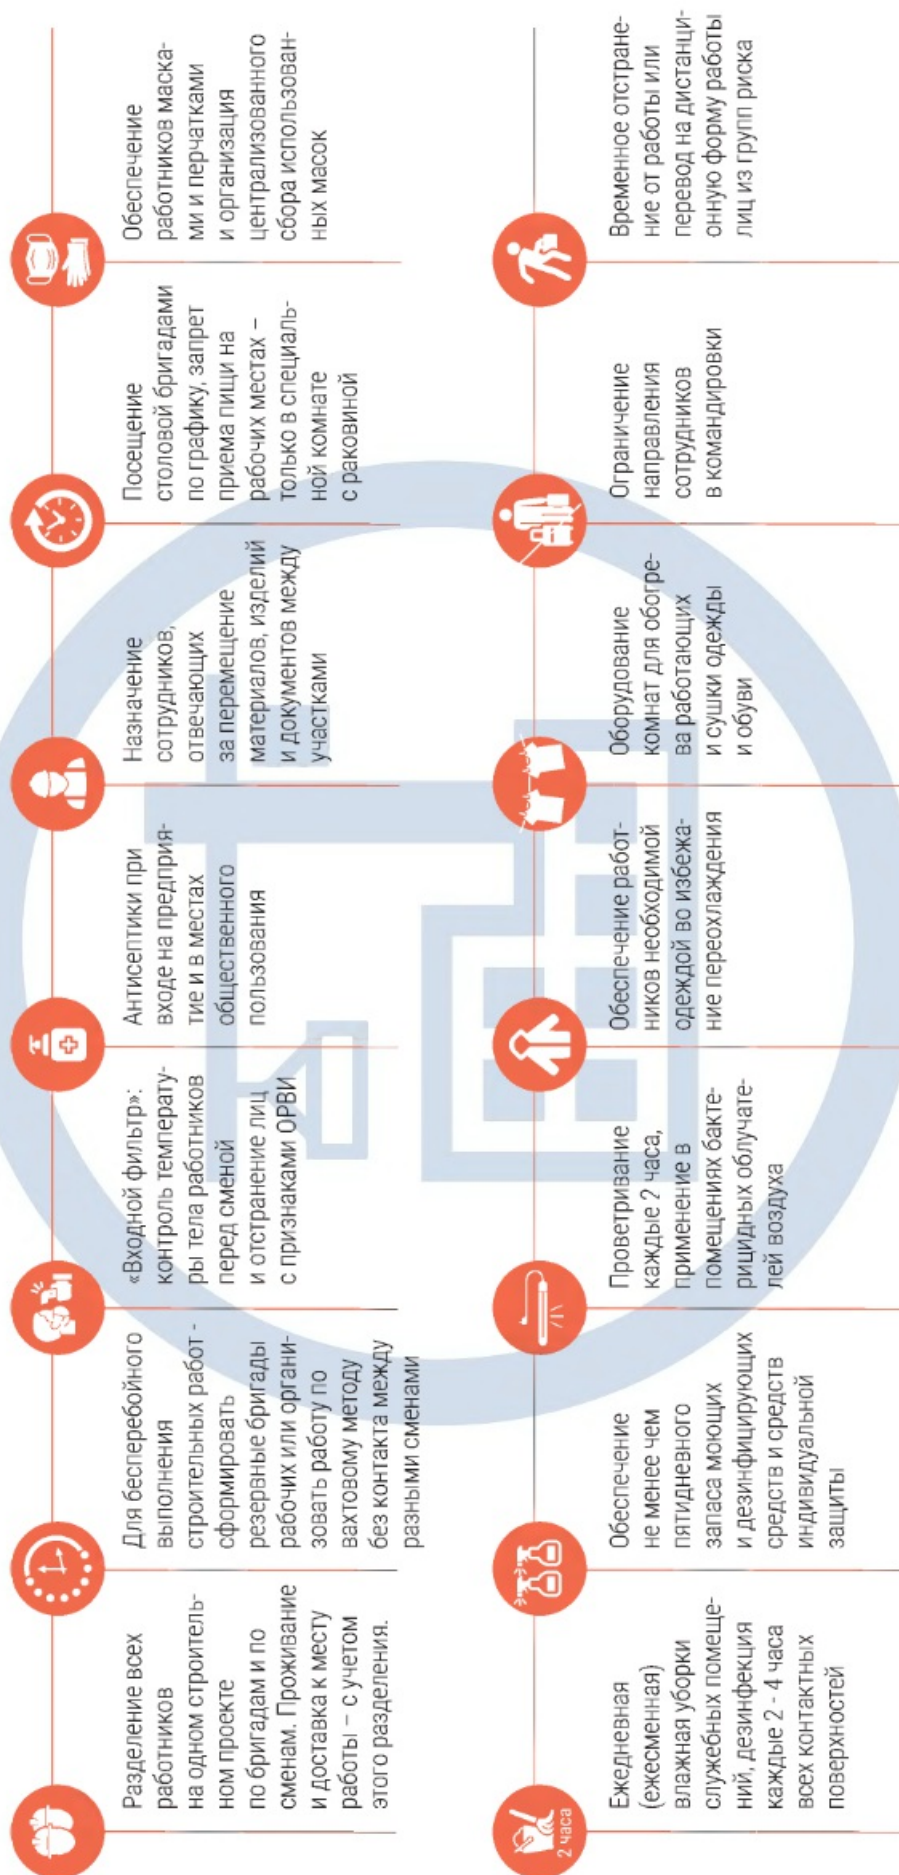 Разделение всех
работников
на одном строитель-
ном проекте
по бригадам и по
сменам. Проживание
и доставка к месту
работы – с учетом
этого разделения.
Для бесперебойного
выполнения
строительных работ -
сформировать
резервные бригады
рабочих или органи-
зовать работу по
вахтовому методу
без контакта между
разными сменами
«Входной фильтр»:
контроль температу-
ры тела работников
перед сменой
и отстранение лиц
с признаками ОРВИ
Антисептики при
входе на предприя-
тие и в местах
общественного
пользования
Назначение
сотрудников,
отвечающих
за перемещение
материалов, изделий
и документов между
участками
Посещение
столовой бригадами
по графику, запрет
приема пищи на
рабочих местах –
только в специаль-
ной комнате
с раковиной
Обеспечение
работников маска-
ми и перчатками
и организация
централизованного
сбора использован-
ных масок
2 часа
Ежедневная
(ежесменная)
влажная уборки
служебных помеще-
ний, дезинфекция
каждые 2 - 4 часа
всех контактных
поверхностей
Обеспечение
не менее чем
пятидневного
запаса моющих
и дезинфицирующих
средств и средств
индивидуальной
защиты
Проветривание
каждые 2 часа,
применение в
помещениях бакте-
рицидных облучате-
лей воздуха
Обеспечение работ-
ников необходимой
одеждой во избежа-
ние переохлаждения
Оборудование
комнат для обогре-
ва работающих
и сушки одежды
и обуви
Ограничение
направления
сотрудников
в командировки
Временное отстране-
ние от работы или
перевод на дистанци-
онную форму работы
лиц из групп риска